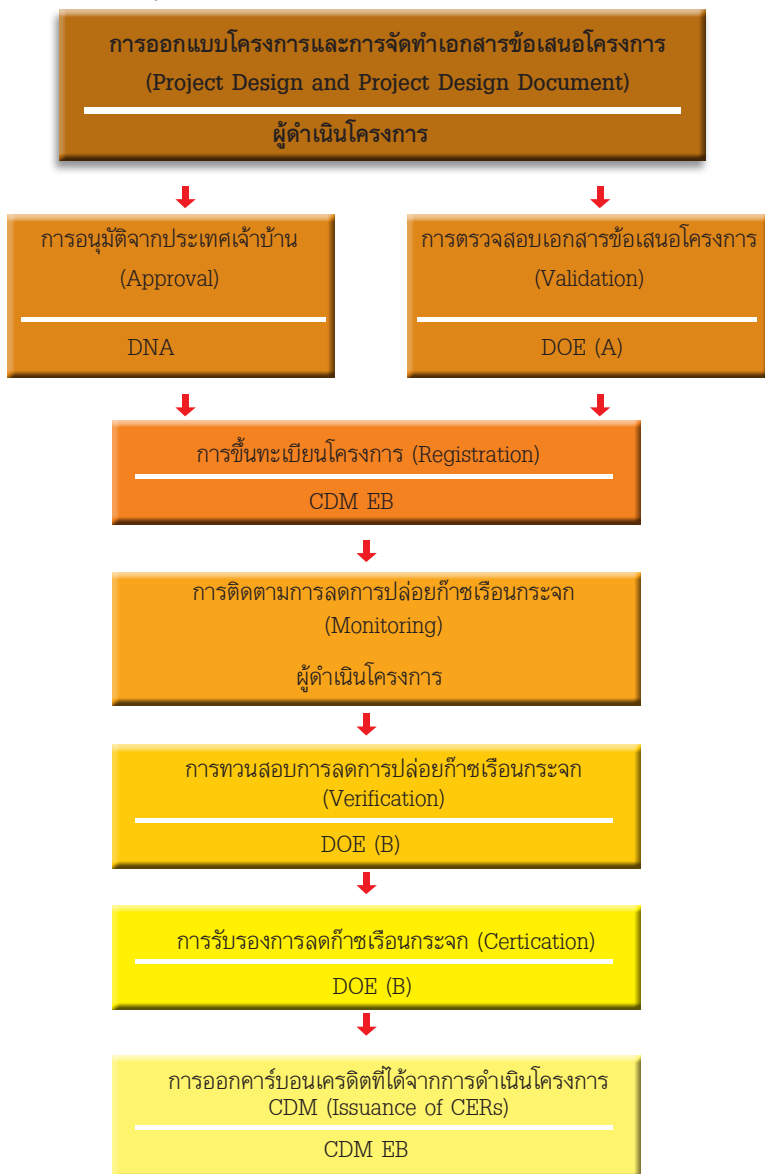 การออกแบบโครงการและการจัดทำเอกสารข้อเสนอโครงการ
(Project Design and Project Design Document)
ผู้ดำเนินโครงการ
การอนุมัติจากประเทศเจ้าบ้าน
(Approval)
DNA
การตรวจสอบเอกสารข้อเสนอโครงการ
(Validation)
DOE (A)
การขึ้นทะเบียนโครงการ (Registration)
CDM EB
การติดตามการลดการปล่อยก๊าซเรือนกระจก
(Monitoring)
ผู้ดำเนินโครงการ
การทวนสอบการลดการปล่อยก๊าซเรือนกระจก
(Verification)
DOE (B)
การรับรองการลดก๊าซเรือนกระจก (Certication)
DOE (B)
การออกคาร์บอนเครดิตที่ได้จากการดำเนินโครงการ
CDM (Issuance of CERs)
CDM EB